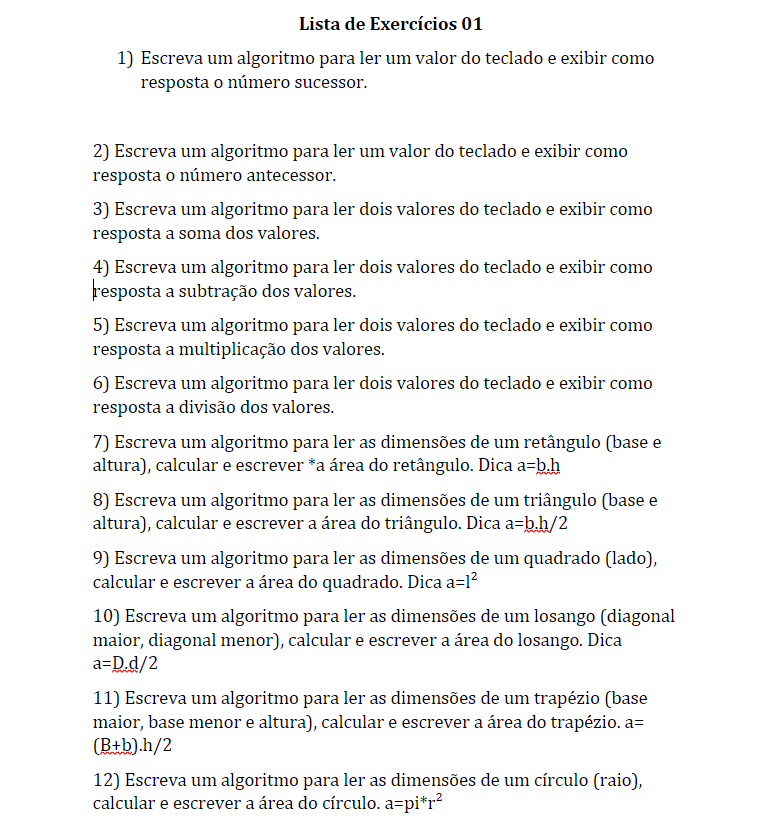 Lista de Exercícios 01
1) Escreva um algoritmo para ler um valor do teclado e exibir como
resposta o número sucessor.
2) Escreva um algoritmo para ler um valor do teclado e exibir como
resposta o número antecessor.
3) Escreva um algoritmo para ler dois valores do teclado e exibir como
resposta a soma dos valores.
4) Escreva um algoritmo para ler dois valores do teclado e exibir como
resposta a subtração dos valores.
5) Escreva um algoritmo para ler dois valores do teclado e exibir como
resposta a multiplicação dos valores.
6) Escreva um algoritmo para ler dois valores do teclado e exibir como
resposta a divisão dos valores.
7) Escreva um algoritmo para ler as dimensões de um retângulo (base e
altura), calcular e escrever *a área do retângulo. Dica a=b.h
8) Escreva um algoritmo para ler as dimensões de um triângulo (base e
altura), calcular e escrever a área do triângulo. Dica a=b.h/2
9) Escreva um algoritmo para ler as dimensões de um quadrado (lado),
calcular e escrever a área do quadrado. Dica a=l²
10) Escreva um algoritmo para ler as dimensões de um losango (diagonal
maior, diagonal menor), calcular e escrever a área do losango. Dica
a=D.d/2
11) Escreva um algoritmo para ler as dimensões de um trapézio (base
maior, base menor e altura), calcular e escrever a área do trapézio. a=
(B+b).h/2
12) Escreva um algoritmo para ler as dimensões de um círculo (raio),
calcular e escrever a área do círculo. a=pi*r²